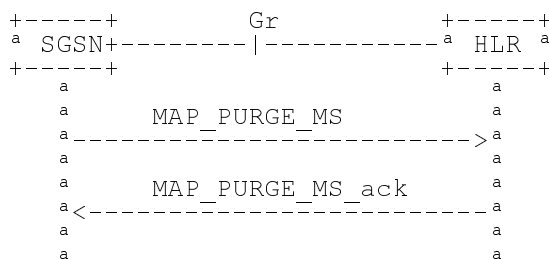 +-----+ Gr +-----+
a SGSN+--------|---------a HLR a
+-----+ +-----+
a a
a MAP_PURGE_MS a
a------------------------->a
a a
a MAP_PURGE_MS_ack a
a<-------------------------a
a a
a a